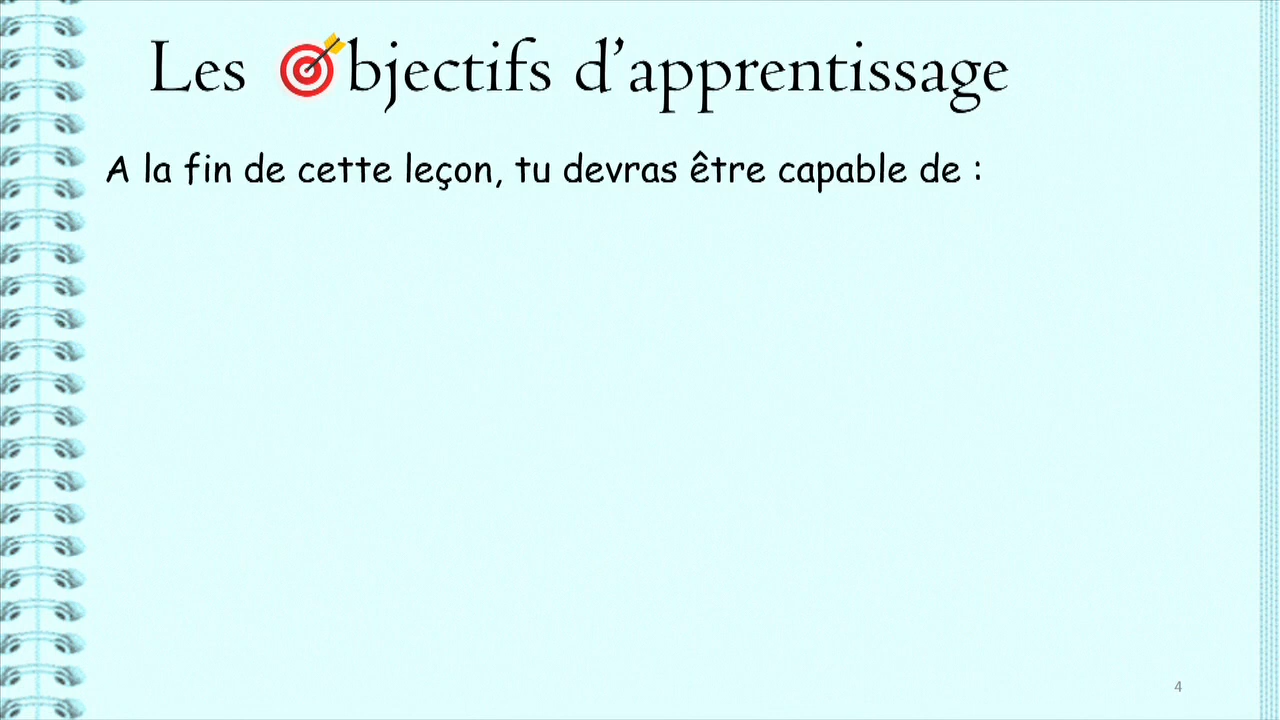 Les 🎯bjectifs d’apprentissage
A la fin de cette leçon, tu devras être capable de :
4